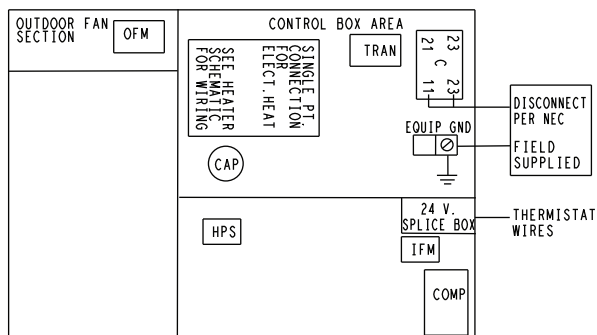 OUTDOOR FAN
SECTION
OFM
CONTROL BOX AREA
SINGLE PT.
CONNECTION
FOR
ELECT.HEAT
SEE HEATER
SCHEMATIC
FOR WIRING
TRAN
21 23
C
11 23
DISCONNECT
PER NEC
EQUIP GND
FIELD
SUPPLIED
CAP
24 V.
SPLICE BOX
THERMISTAT
WIRES
HPS
IFM
COMP